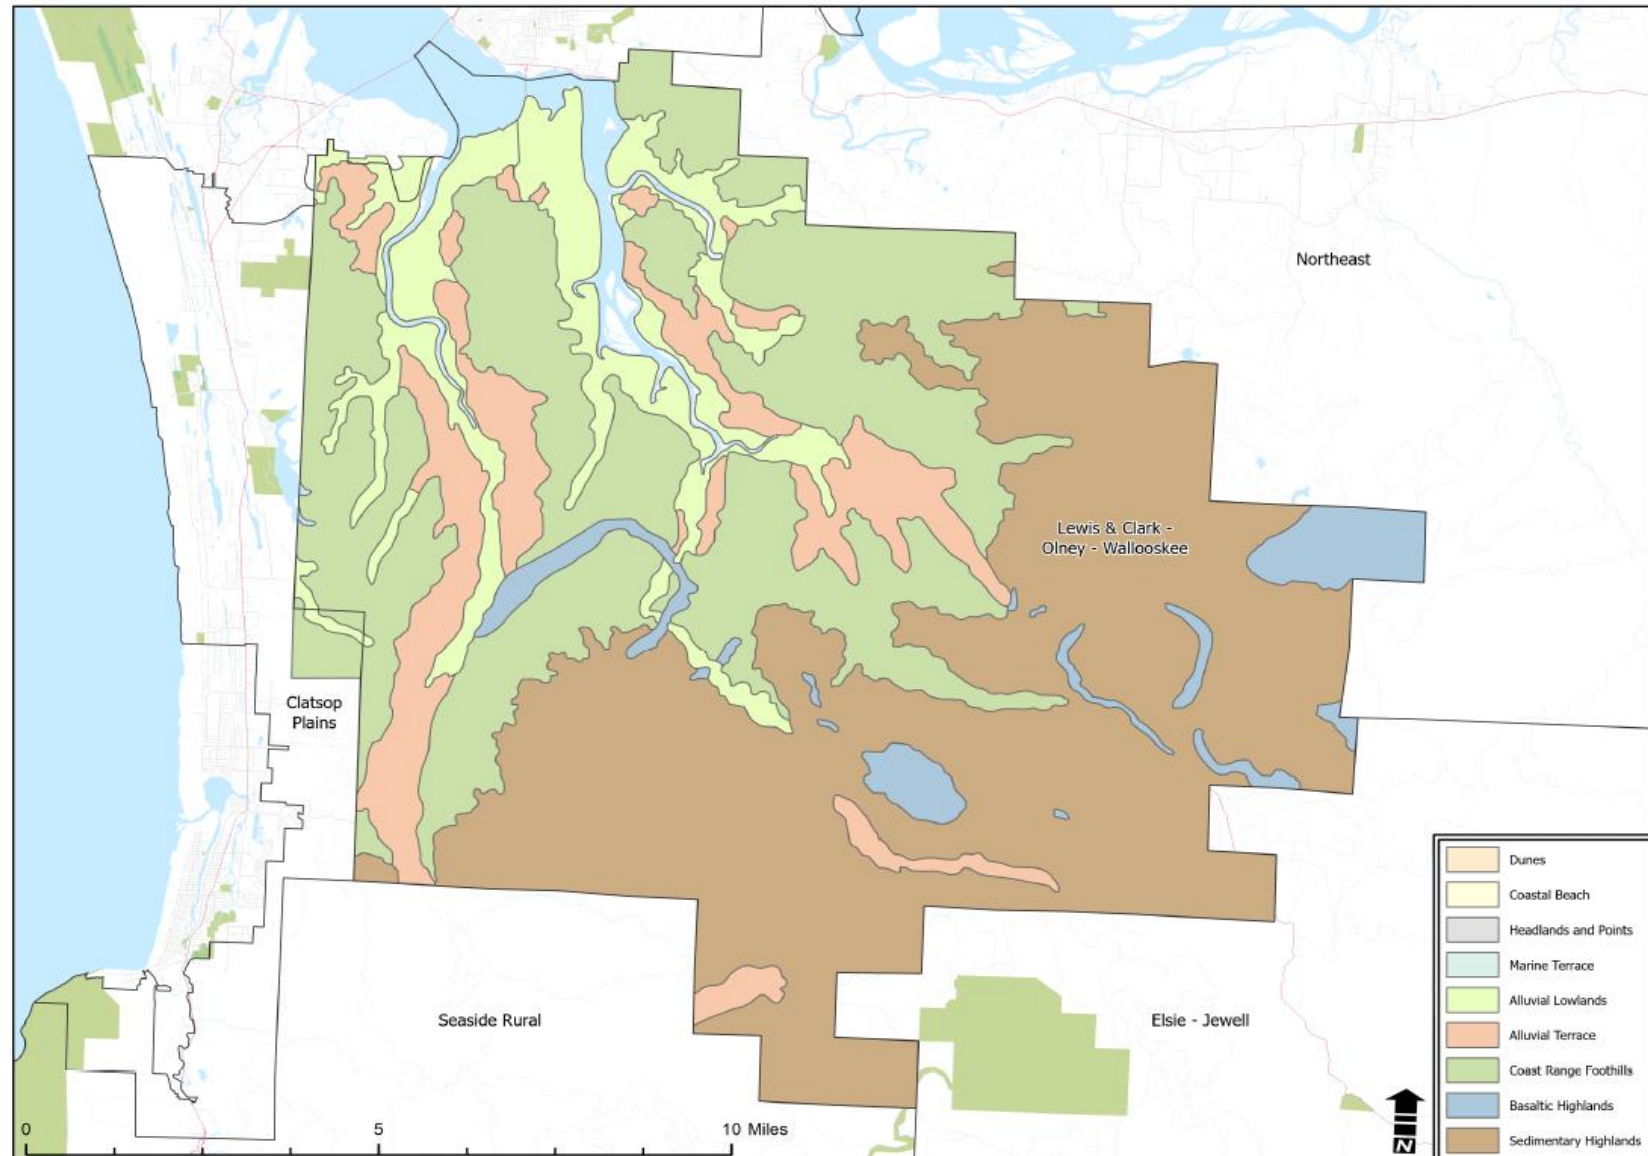 Northeast
Lewis & Clark -
Olney - Wallooskee
Clatsop
Plains
Seaside Rural
Elsie - Jewell
Dunes
Coastal Beach
Headlands and Points
Marine Terrace
Alluvial Lowlands
Alluvial Terrace
Coast Range Foothills
Basaltic Highlands
Sedimentary Highlands
0 5 10 Miles
N